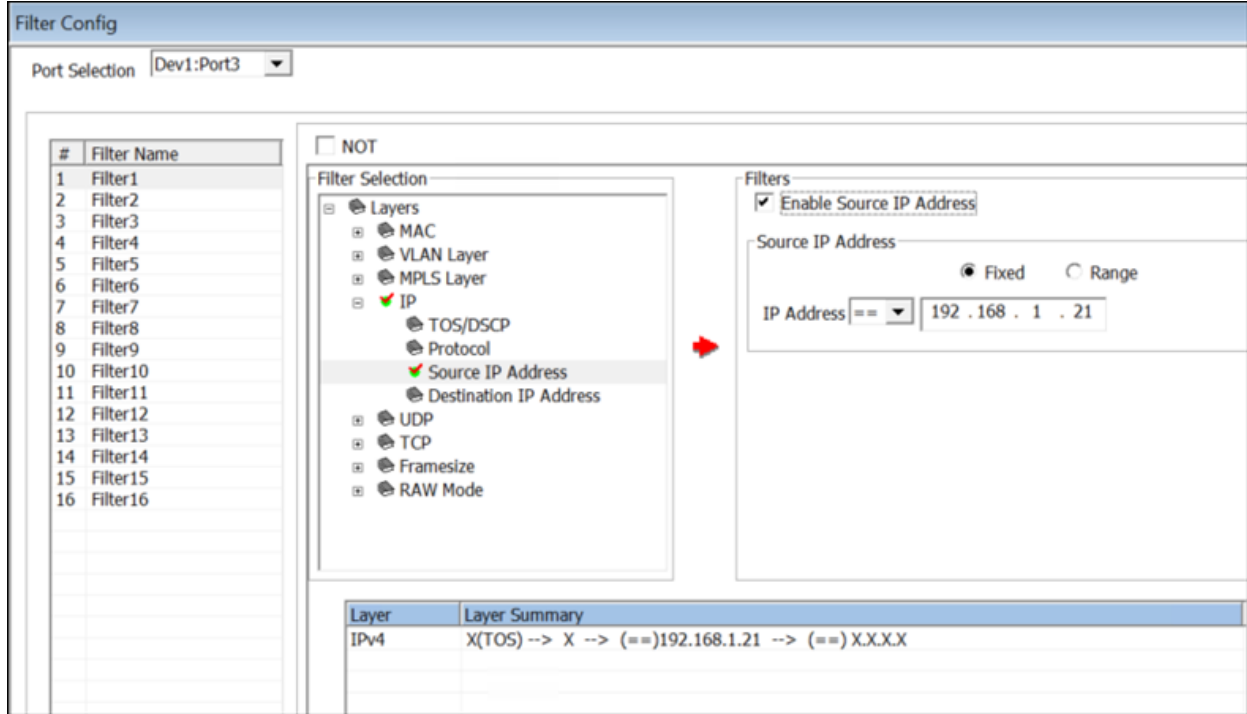 Filter Config
Port Selection Dev1:Port3
NOT
# Filter Name
1 Filter1
2 Filter2
3 Filter3
4 Filter4
5 Filter5
6 Filter6
7 Filter7
8 Filter8
9 Filter9
10 Filter10
11 Filter11
12 Filter12
13 Filter13
14 Filter14
15 Filter15
16 Filter16
Filter Selection
Layers
MAC
VLAN Layer
MPLS Layer
IP
TOS/DSCP
Protocol
Source IP Address
Destination IP Address
UDP
TCP
Framesize
RAW Mode
Filters
Enable Source IP Address
Source IP Address
Fixed Range
IP Address == 192 . 168 . 1 . 21
Layer Layer Summary
IPv4 X(TOS) --> X --> (==)192.168.1.21 --> (==) X.X.X.X